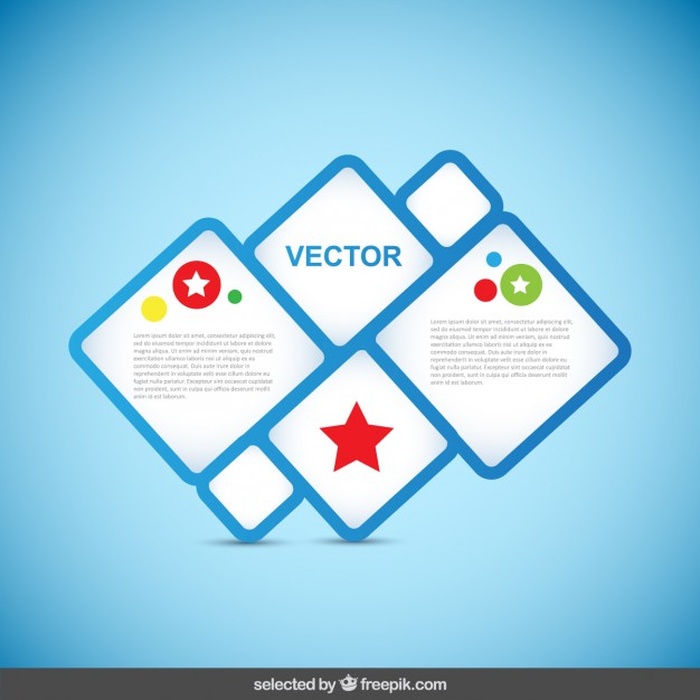 VECTOR
Lorem ipsum dolor sit amet, consectetur adipiscing elit,
sed do eiusmod tempor incididunt ut labore et dolore
magna aliqua. Ut enim ad minim veniam, quis nostrud
exercitation ullamco laboris nisi ut aliquip ex ea
commodo consequat. Duis aute irure dolor in
reprehenderit in voluptate velit esse cillum dolore eu
fugiat nulla pariatur. Excepteur sint occaecat cupidatat
non proident, sunt in culpa qui officia deserunt mollit
anim id est laborum.
Lorem ipsum dolor sit amet, consectetur adipiscing elit,
sed do eiusmod tempor incididunt ut labore et dolore
magna aliqua. Ut enim ad minim veniam, quis nostrud
exercitation ullamco laboris nisi ut aliquip ex ea
commodo consequat. Duis aute irure dolor in
reprehenderit in voluptate velit esse cillum dolore eu
fugiat nulla pariatur. Excepteur sint occaecat cupidatat
non proident, sunt in culpa qui officia deserunt mollit
anim id est laborum.
selected by freepik.com